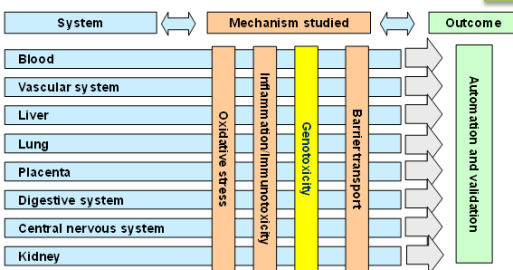 System
Mechanism studied
Outcome
Blood
Vascular system
Liver
Lung
Placenta
Digestive system
Central nervous system
Kidney
Oxidative stress
Inflammation/Immunotoxicity
Genotoxicity
Barrier transport
Automation and validation